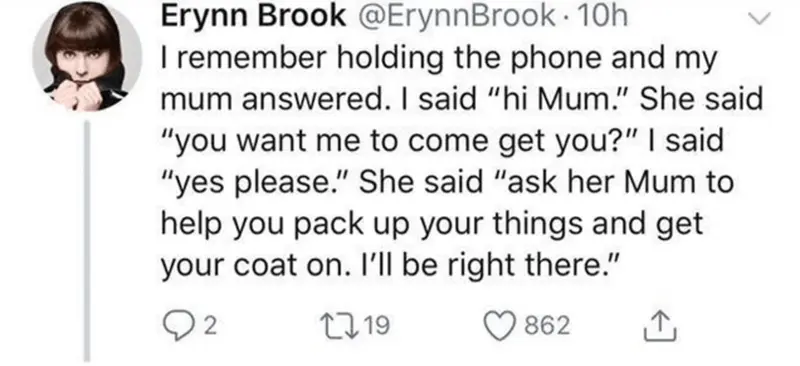 Erynn Brook @ErynnBrook · 10h
I remember holding the phone and my
mum answered. I said “hi Mum.” She said
“you want me to come get you?” I said
“yes please.” She said “ask her Mum to
help you pack up your things and get
your coat on. I’ll be right there.”
2 19 862